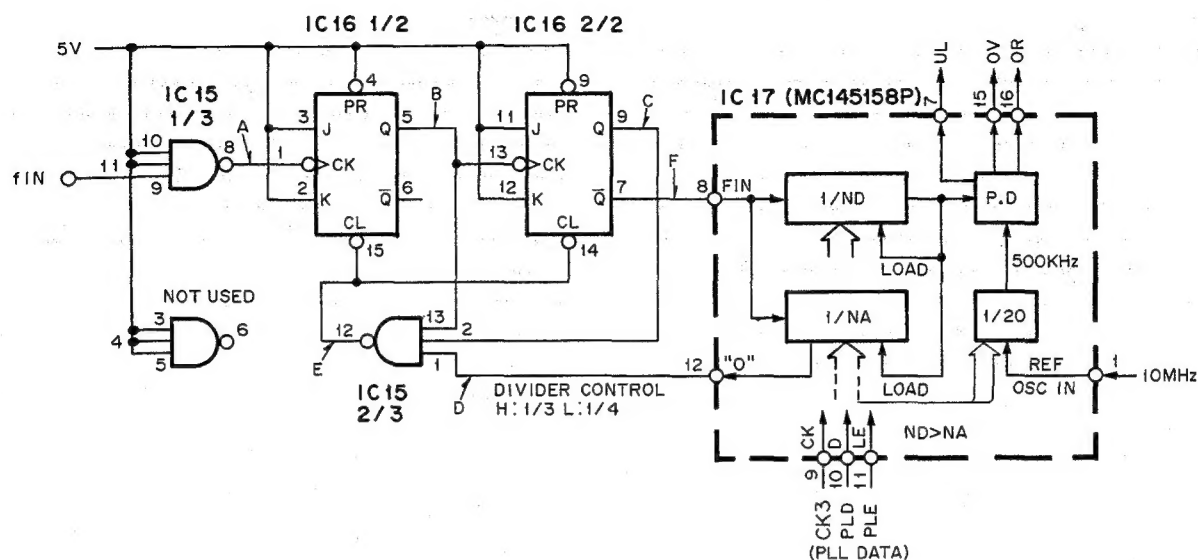 IC16 1/2
IC16 2/2
5V
UL
OV
OR
4
9
7
15
16
IC17 (MC145158P)
IC15
1/3
A
PR
B
PR
C
3
J
Q
5
11
J
Q
9
10
11
9
8
1
CK
13
CK
F
fIN
8
FIN
1/ND
P.D
2
K
Q
6
12
K
Q
7
CL
CL
15
14
LOAD
500KHz
NOT USED
3
4
5
6
12
13
2
1
1/NA
1/20
E
12
"0"
REF
1
D
DIVIDER CONTROL
LOAD
OSC IN
10MHz
IC15
H:1/3 L:1/4
2/3
CK
D
LE
ND>NA
9
10
11
CK3
PLD
PLE
(PLL DATA)